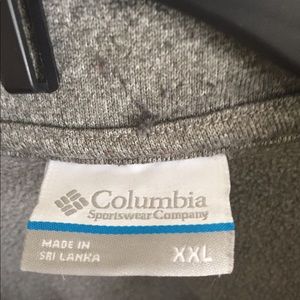 Columbia
Sportswear Company
MADE IN
SRI LANKA
XXL